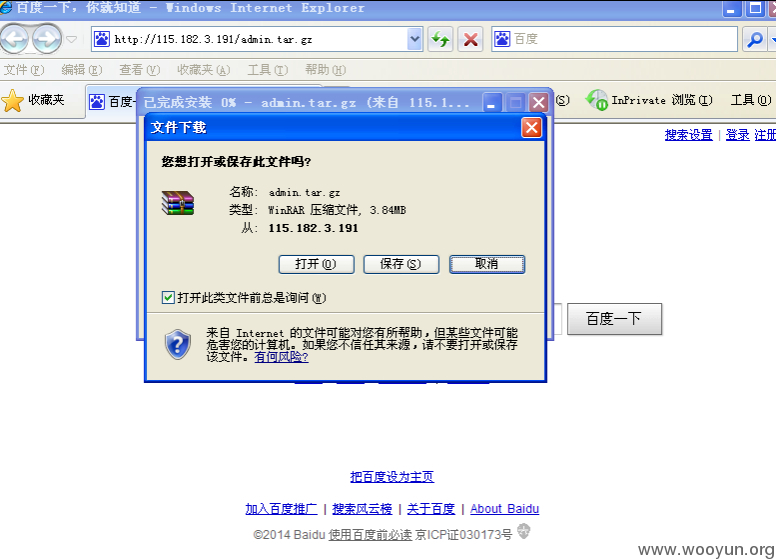 百度一下，你就知道 - Windows Internet Explorer
http://115.182.3.191/admin.tar.gz 百度
文件(F) 编辑(E) 查看(V) 收藏夹(A) 工具(T) 帮助(H)
收藏夹 百度一 (S) InPrivate 浏览(I) 工具(O)
已完成安装 0% - admin.tar.gz (来自 115.1...
文件下载
搜索设置 | 登录 注册
您想打开或保存此文件吗?
名称: admin.tar.gz
类型: WinRAR 压缩文件, 3.84MB
从: 115.182.3.191
打开(O) 保存(S) 取消
打开此类文件前总是询问(W)
百度一下
来自 Internet 的文件可能对您有所帮助，但某些文件可能
危害您的计算机。如果您不信任其来源，请不要打开或保存
该文件。有何风险?
把百度设为主页
加入百度推广 | 搜索风云榜 | 关于百度 | About Baidu
©2014 Baidu 使用百度前必读 京ICP证030173号
www.wooyun.org